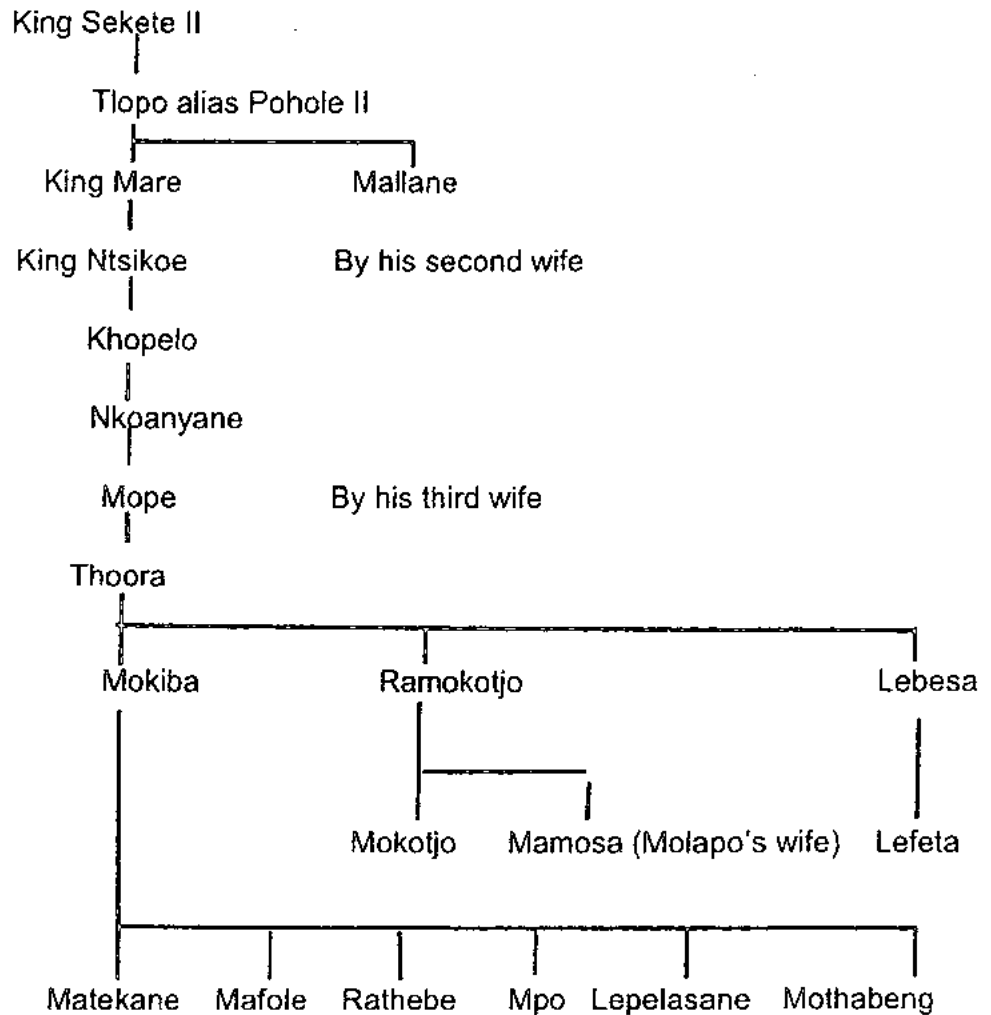 King Sekete II
Tlopo alias Pohole II
King Mare Mallane
King Ntsikoe By his second wife
Khopelo
Nkoanyane
Mope By his third wife
Thoora
Mokiba Ramokotjo Lebesa
Mokotjo Mamosa (Molapo's wife) Lefeta
Matekane Mafole Rathebe Mpo Lepelasane Mothabeng